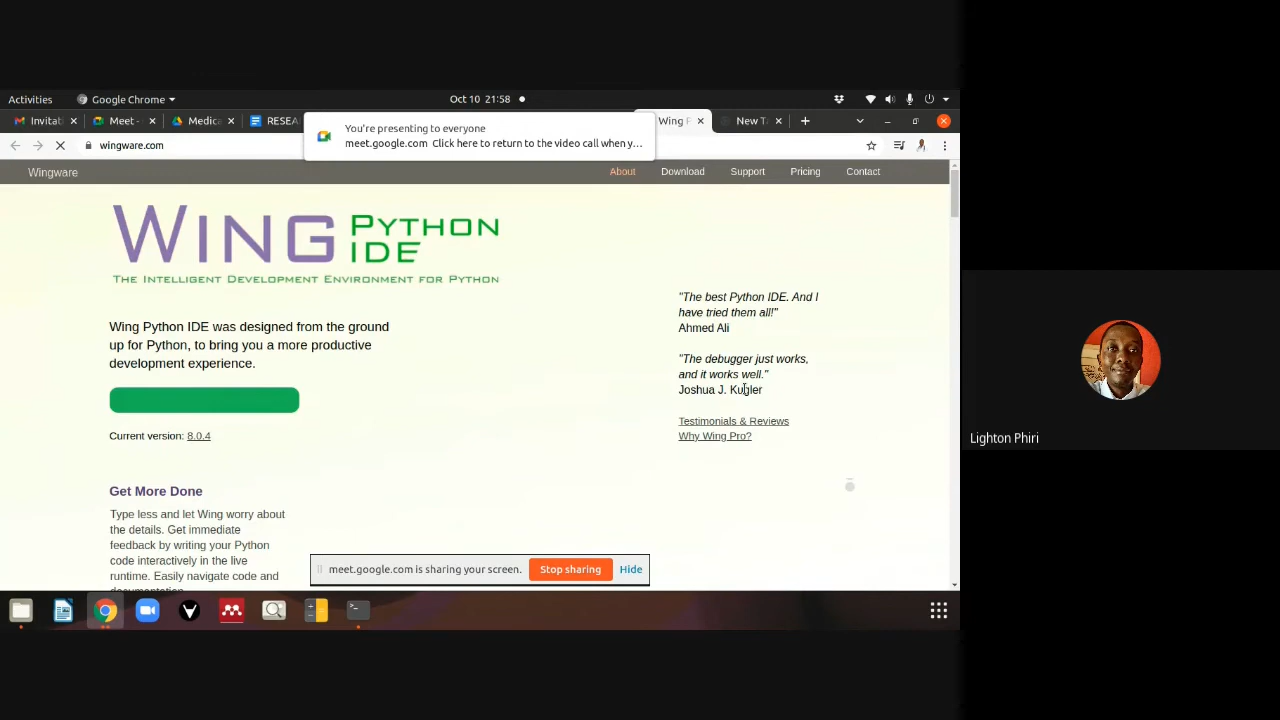 Activities
Google Chrome
Oct 10 21:58
Invitati
Meet -
Medica
RESEA
Wing P
New Ta
You're presenting to everyone
meet.google.com Click here to return to the video call when y...
wingware.com
Wingware
About
Download
Support
Pricing
Contact
WING PYTHON IDE
THE INTELLIGENT DEVELOPMENT ENVIRONMENT FOR PYTHON
Wing Python IDE was designed from the ground
up for Python, to bring you a more productive
development experience.
Current version: 8.0.4
"The best Python IDE. And I
have tried them all!"
Ahmed Ali
"The debugger just works,
and it works well."
Joshua J. Kugler
Testimonials & Reviews
Why Wing Pro?
Get More Done
Type less and let Wing worry about
the details. Get immediate
feedback by writing your Python
code interactively in the live
runtime. Easily navigate code and
documentation.
meet.google.com is sharing your screen.
Stop sharing
Hide
Lighton Phiri